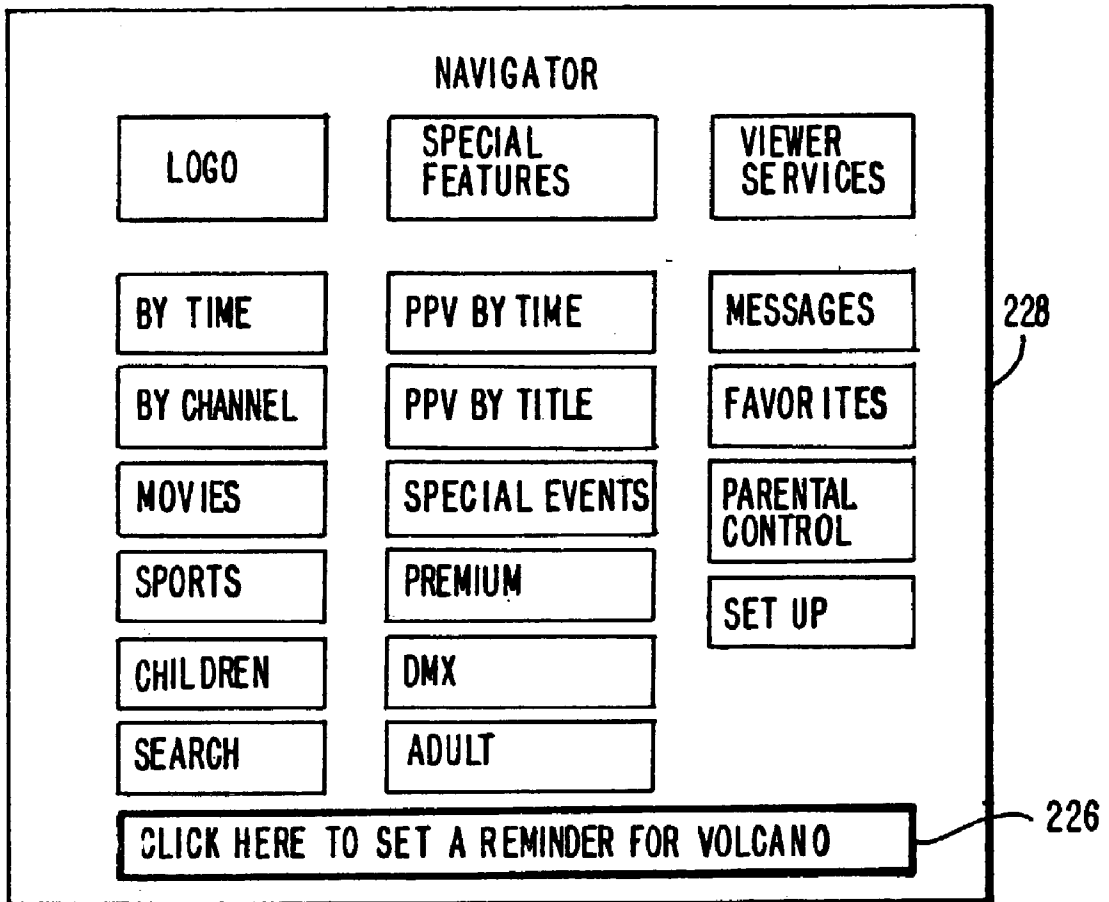 NAVIGATOR
LOGO
SPECIAL
FEATURES
VIEWER
SERVICES
BY TIME
PPV BY TIME
MESSAGES
228
BY CHANNEL
PPV BY TITLE
FAVORITES
MOVIES
SPECIAL EVENTS
PARENTAL
CONTROL
SPORTS
PREMIUM
SET UP
CHILDREN
DMX
SEARCH
ADULT
CLICK HERE TO SET A REMINDER FOR VOLCANO
226